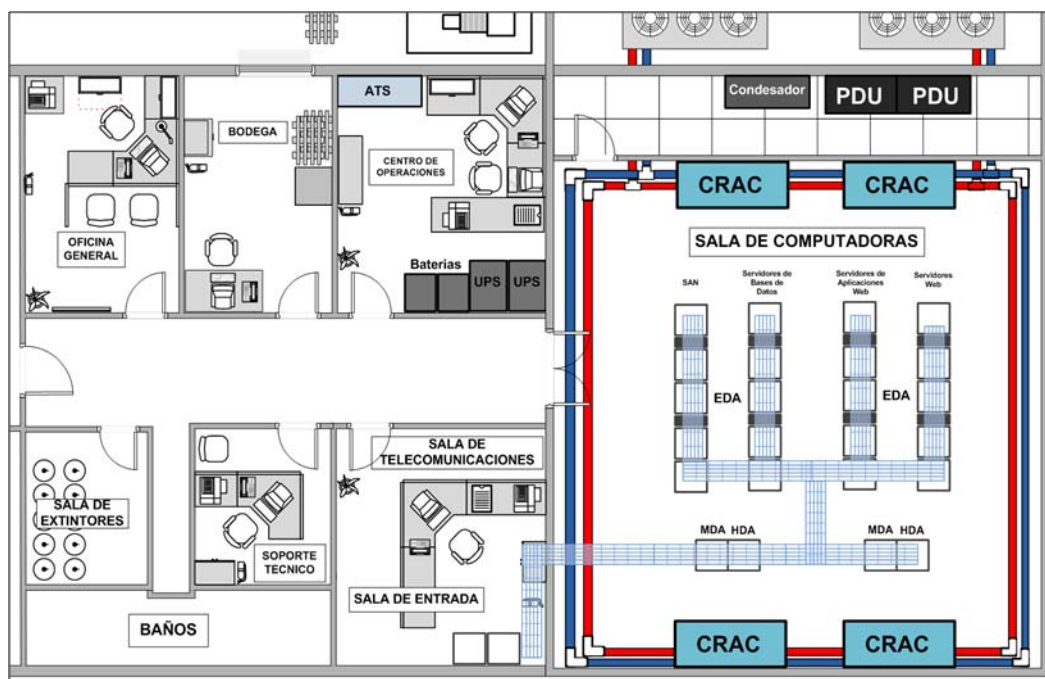 ATS
BODEGA
CENTRO DE
OPERACIONES
OFICINA
GENERAL
Baterias
UPS
UPS
Condesador
PDU
PDU
CRAC
CRAC
SALA DE COMPUTADORAS
SAN
Servidores de
Bases de
Datos
Servidores de
Aplicaciones
Web
Servidores
Web
EDA
EDA
SALA DE
TELECOMUNICACIONES
SALA DE
EXTINTORES
SOPORTE
TECNICO
SALA DE ENTRADA
BAÑOS
MDA
HDA
MDA
HDA
CRAC
CRAC